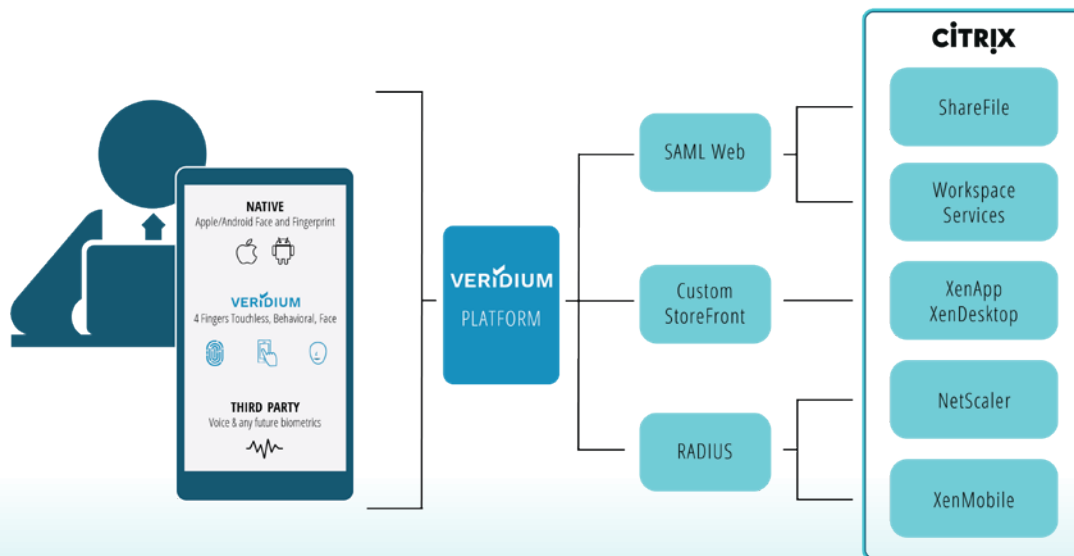 NATIVE
Apple/Android Face and Fingerprint
VERIDIUM
4 Fingers Touchless, Behavioral, Face
THIRD PARTY
Voice & any future biometrics
VERIDIUM
PLATFORM
SAML Web
Custom
StoreFront
RADIUS
CITRIX
ShareFile
Workspace
Services
XenApp
XenDesktop
NetScaler
XenMobile